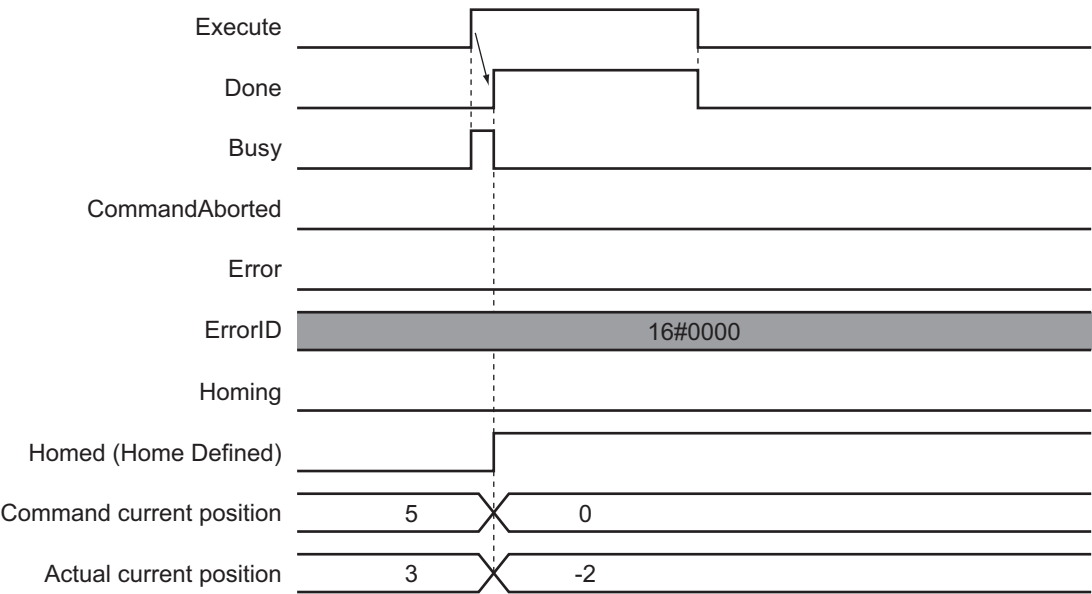 Execute
Done
Busy
CommandAborted
Error
ErrorID 16#0000
Homing
Homed (Home Defined)
Command current position 5 0
Actual current position 3 -2